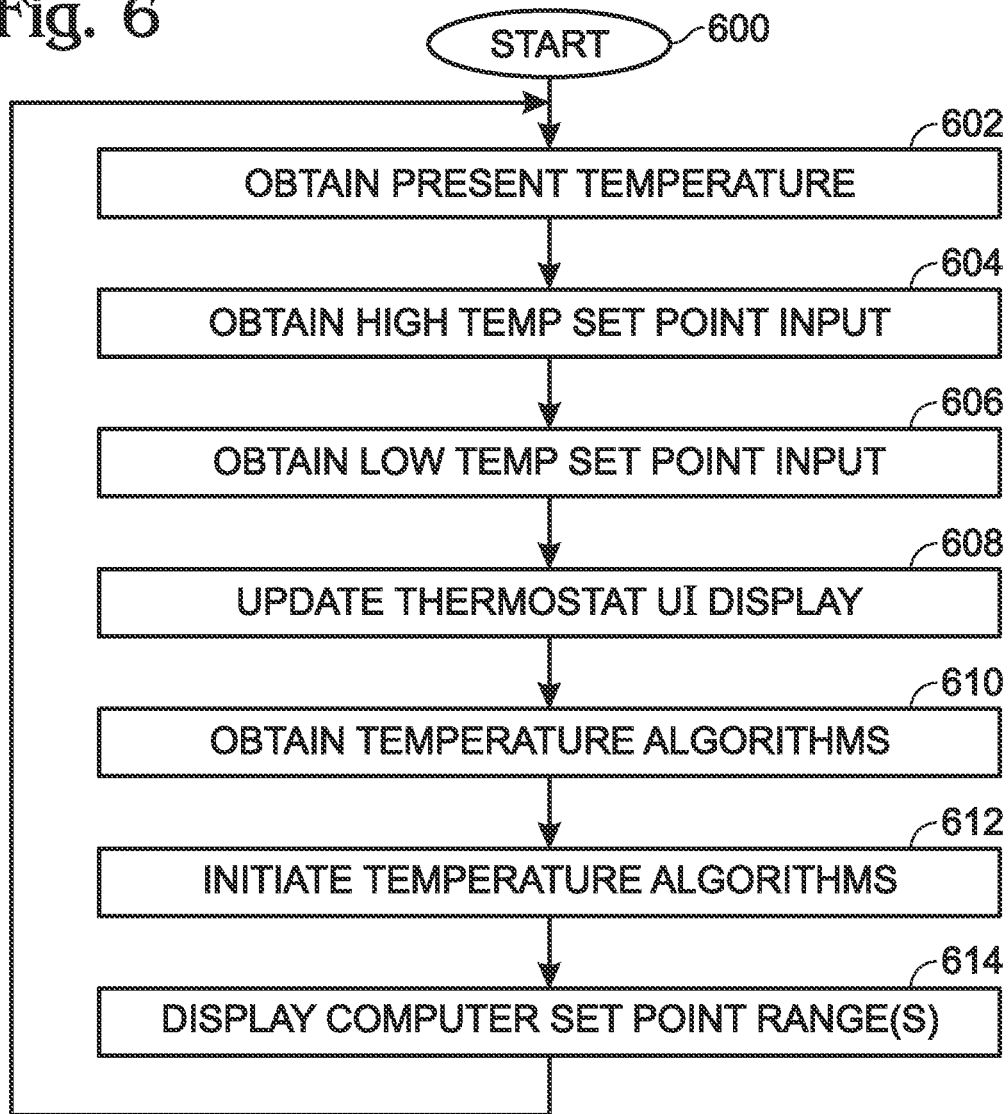 Fig. 6
START
600
602
OBTAIN PRESENT TEMPERATURE
604
OBTAIN HIGH TEMP SET POINT INPUT
606
OBTAIN LOW TEMP SET POINT INPUT
608
UPDATE THERMOSTAT UI DISPLAY
610
OBTAIN TEMPERATURE ALGORITHMS
612
INITIATE TEMPERATURE ALGORITHMS
614
DISPLAY COMPUTER SET POINT RANGE(S)